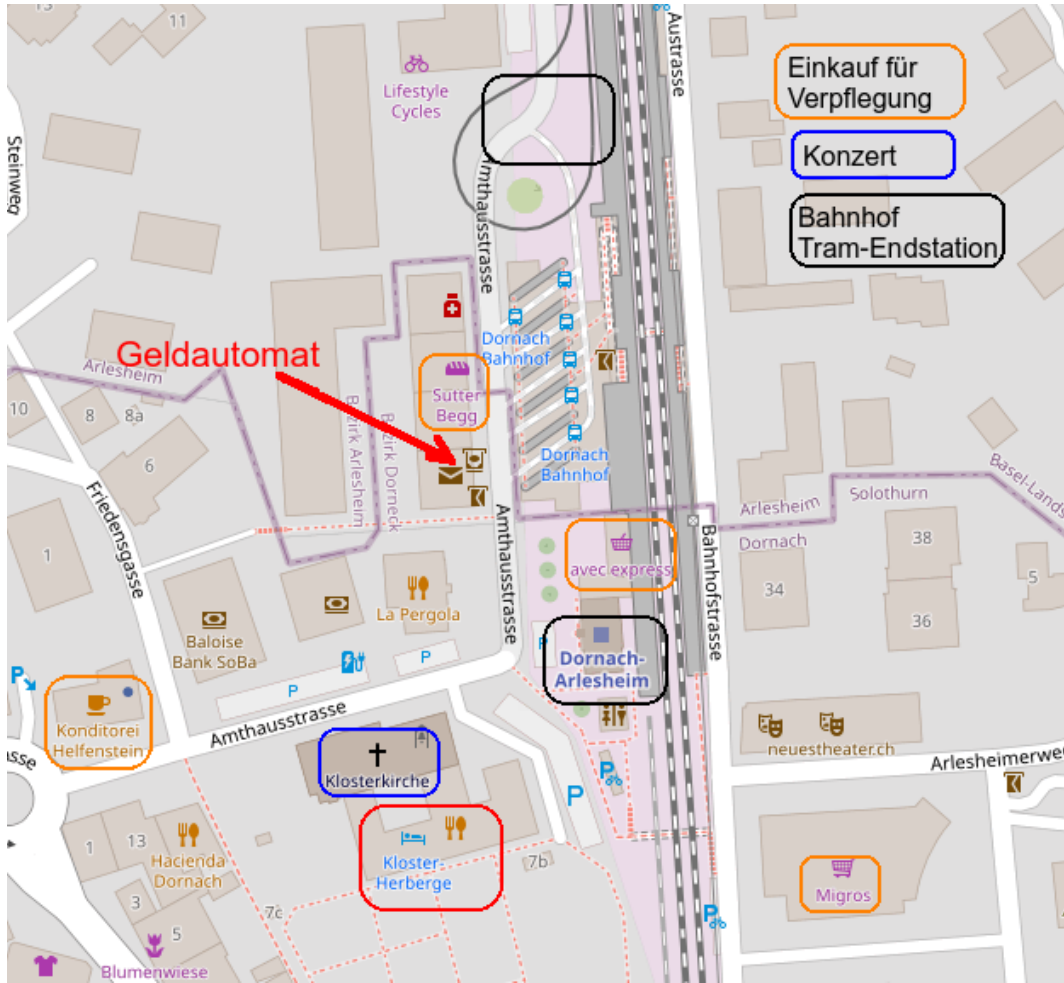 13
11
Lifestyle
Cycles
Austrasse
Einkauf für
Verpflegung
Konzert
Bahnhof
Tram-Endstation
Steinweg
Amthausstrasse
Dornach
Bahnhof
Geldautomat
Arlesheim
Sutter
Begg
10
8
8a
6
Bezirk Arlesheim
Bezirk Dorneck
Dornach
Bahnhof
Arlesheim
Solothurn
Basel-Lands
Dornach
Friedensgasse
Amthausstrasse
Bahnhofstrasse
1
avec express
38
34
36
5
La Pergola
Baloise
Bank SoBa
P
P
P
Dornach-
Arlesheim
P
Konditorei
Helfenstein
Amthausstrasse
neuestheater.ch
Arlesheimerwe
asse
Klosterkirche
P
P
1
13
Hacienda
Dornach
Kloster-
Herberge
7b
Migros
3
7c
5
P
Blumenwiese